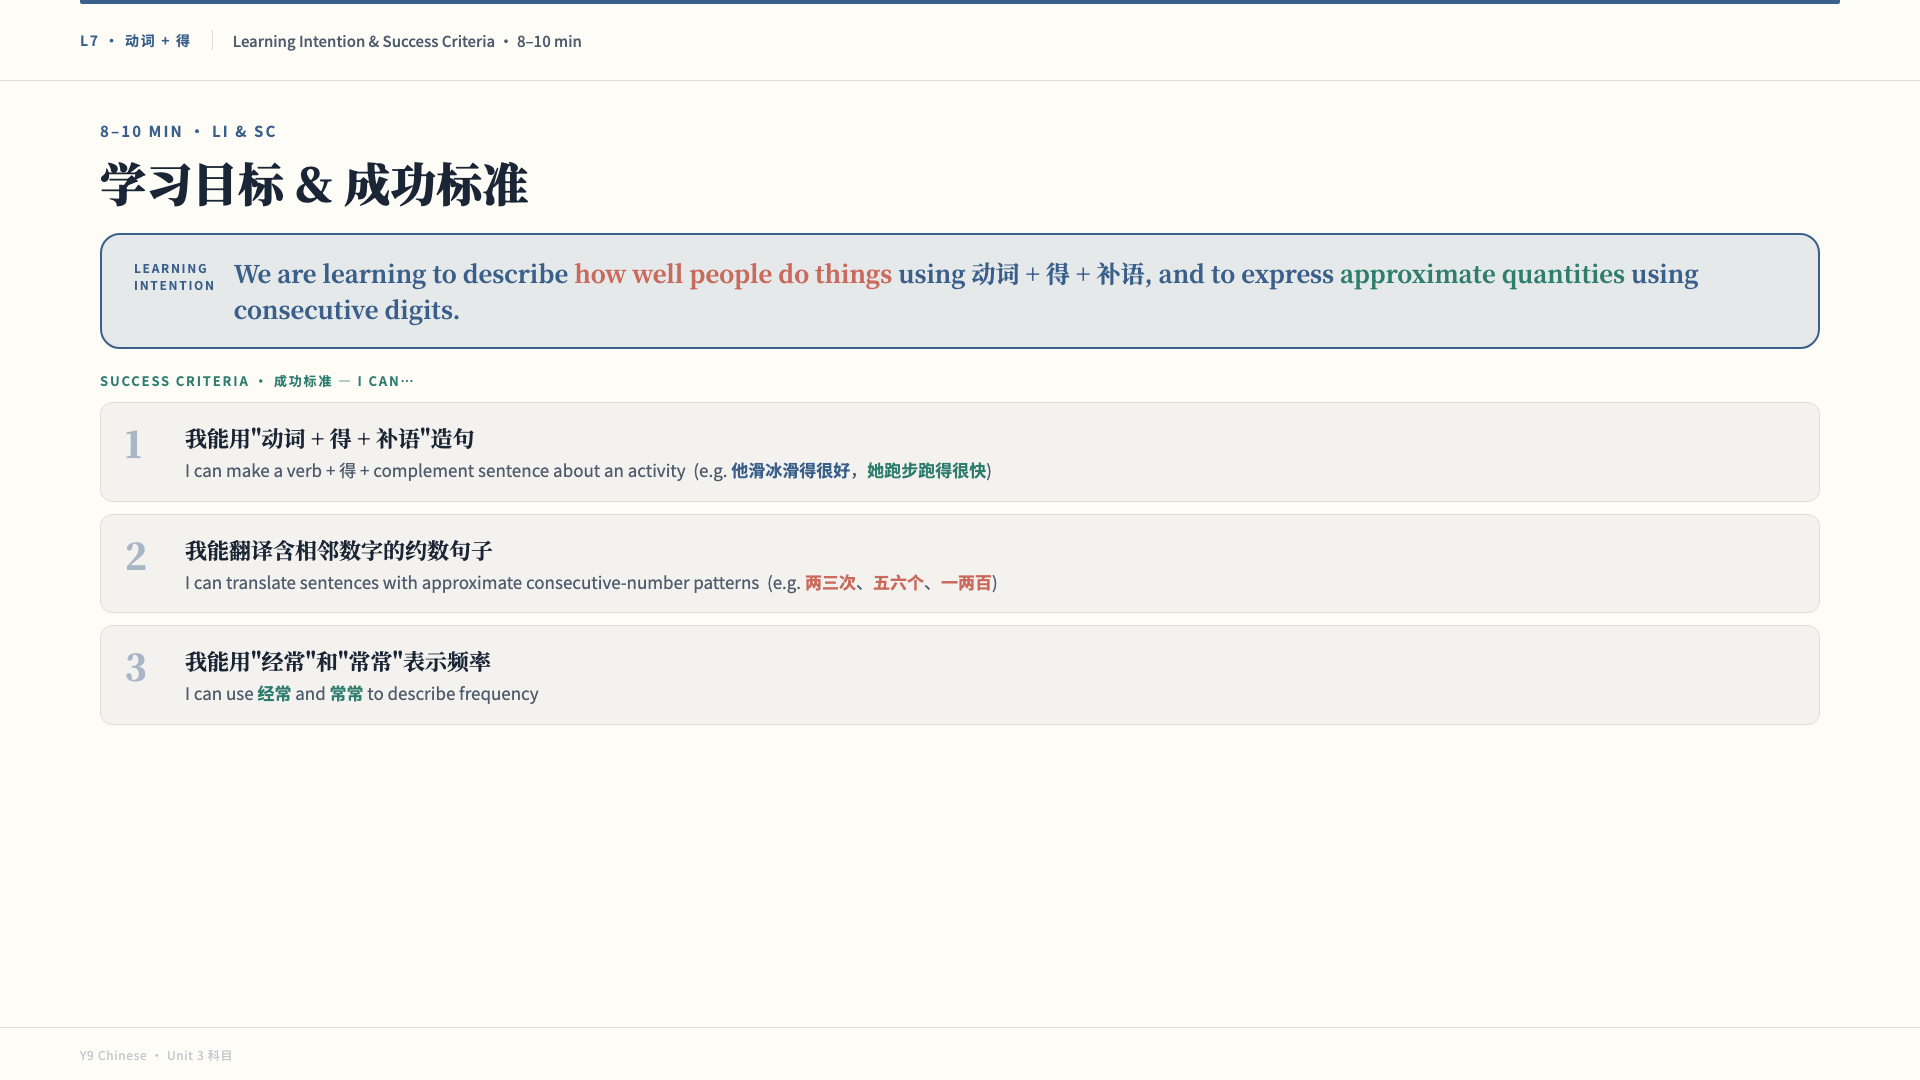 L7 · 动词 + 得
Learning Intention & Success Criteria · 8–10 min
8–10 MIN · LI & SC
学习目标 & 成功标准
LEARNING
INTENTION
We are learning to describe how well people do things using 动词 + 得 + 补语, and to express approximate quantities using
consecutive digits.
SUCCESS CRITERIA · 成功标准 — I CAN…
1
我能用"动词 + 得 + 补语"造句
I can make a verb + 得 + complement sentence about an activity (e.g. 他滑冰滑得很好，她跑步跑得很快)
2
我能翻译含相邻数字的约数句子
I can translate sentences with approximate consecutive-number patterns (e.g. 两三次、五六个、一两百)
3
我能用"经常"和"常常"表示频率
I can use 经常 and 常常 to describe frequency
Y9 Chinese · Unit 3 科目